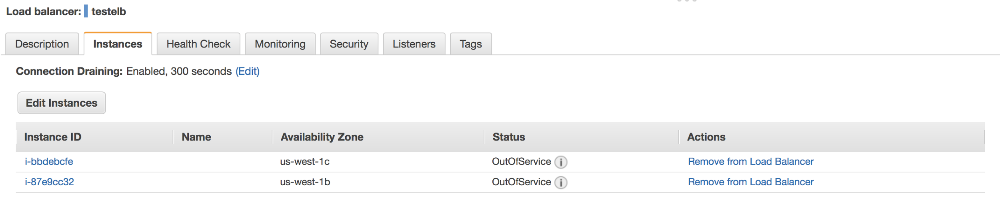 Load balancer: testelb
Description Instances Health Check Monitoring Security Listeners Tags
Connection Draining: Enabled, 300 seconds (Edit)
Edit Instances
Instance ID Name Availability Zone Status Actions
i-bbdebcfe us-west-1c OutOfService i Remove from Load Balancer
i-87e9cc32 us-west-1b OutOfService i Remove from Load Balancer